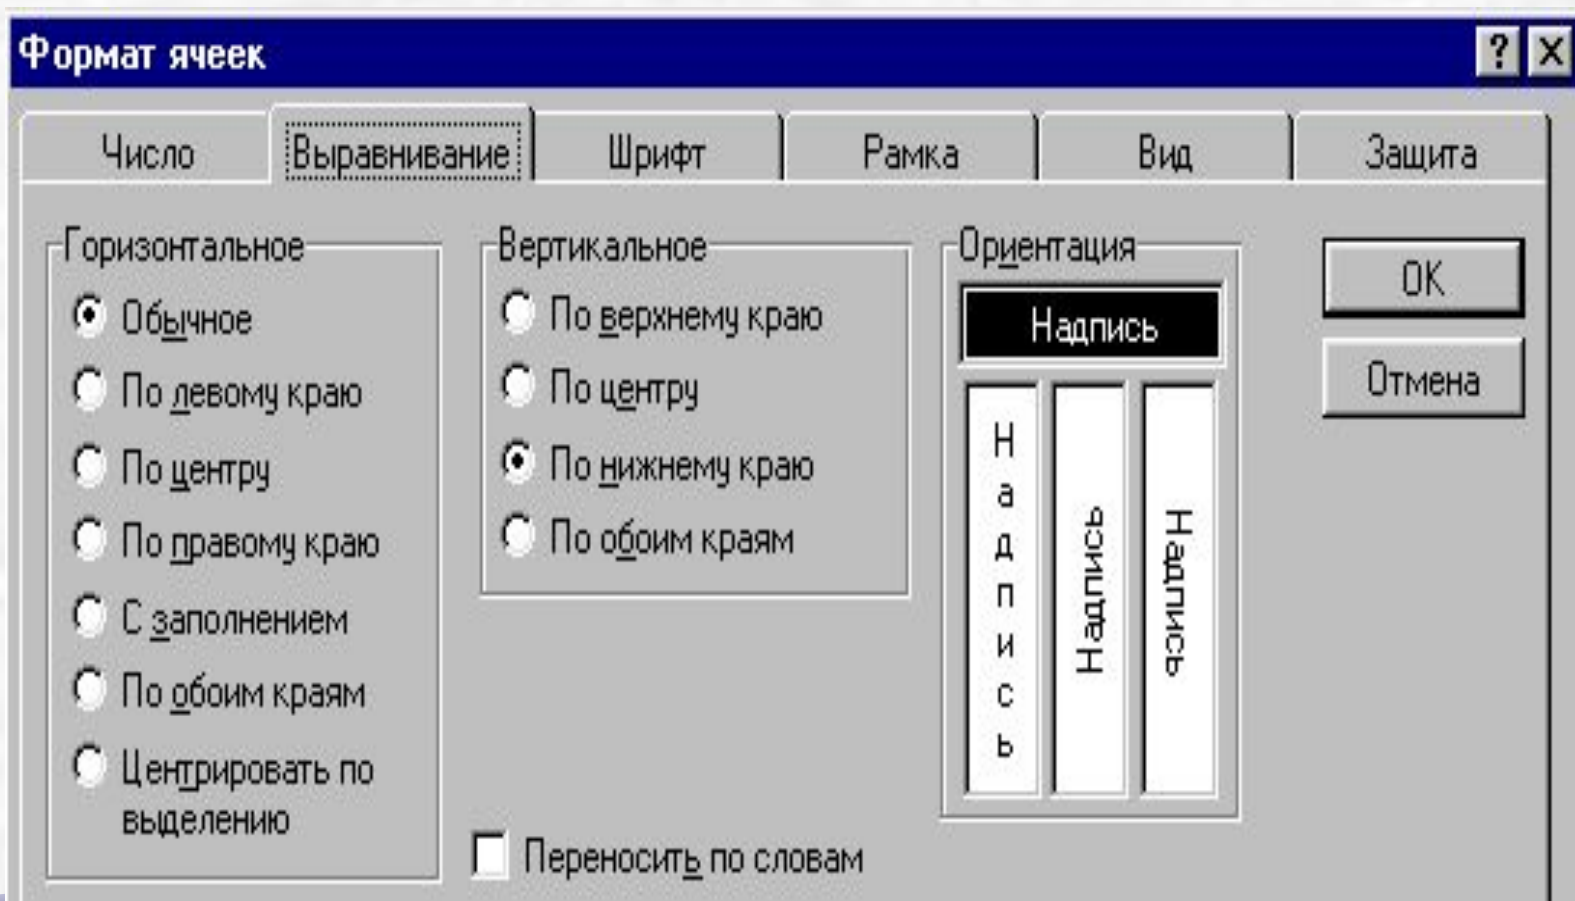 Формат ячеек
? X
Число Выравнивание Шрифт Рамка Вид Защита
Горизонтальное
Обычное
По левому краю
По центру
По правому краю
С заполнением
По обоим краям
Центрировать по
выделению
Вертикальное
По верхнему краю
По центру
По нижнему краю
По обоим краям
Переносить по словам
Ориентация
Надпись
Надпись
Надпись
Надпись
ОК
Отмена